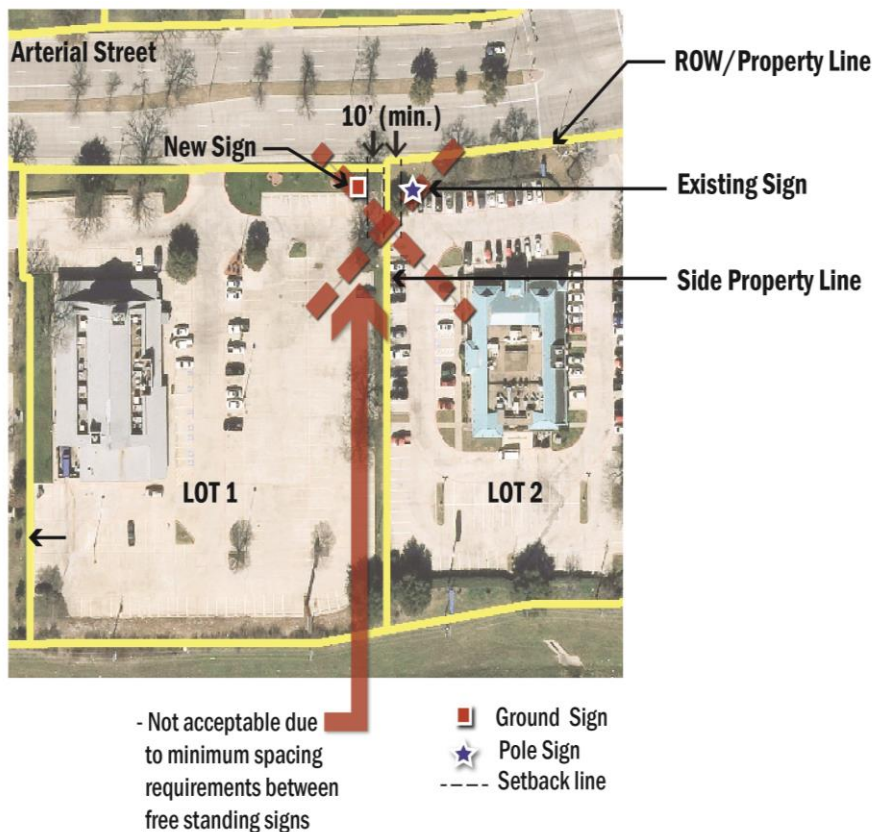 Arterial Street
ROW/Property Line
10' (min.)
New Sign
Existing Sign
Side Property Line
LOT 1
LOT 2
- Not acceptable due
to minimum spacing
requirements between
free standing signs
Ground Sign
Pole Sign
Setback line